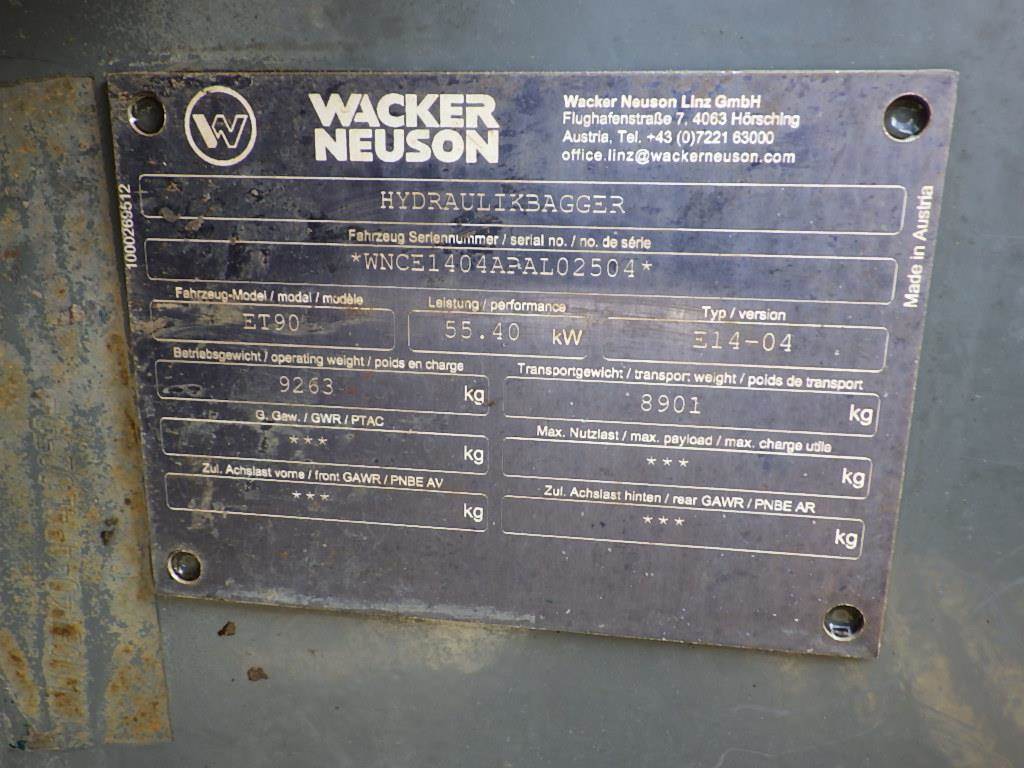 WACKER
NEUSON
Wacker Neuson Linz GmbH
Flughafenstraße 7, 4063 Hörsching
Austria, Tel. +43 (0)7221 63000
office.linz@wackerneuson.com
1000269512
HYDRAULIKBAGGER
Made in Austria
Fahrzeug Seriennummer / serial no. / no. de série
*WNCE1404APAL02504*
Fahrzeug-Model / model / modèle
ET90
Leistung / performance
55.40 kW
Typ / version
E14-04
Betriebsgewicht / operating weight / poids en charge
9263 kg
Transportgewicht / transport weight / poids de transport
8901 kg
G. Gew. / GWR / PTAC
*** kg
Max. Nutzlast / max. payload / max. charge utile
*** kg
Zul. Achslast vorne / front GAWR / PNBE AV
*** kg
Zul. Achslast hinten / rear GAWR / PNBE AR
*** kg